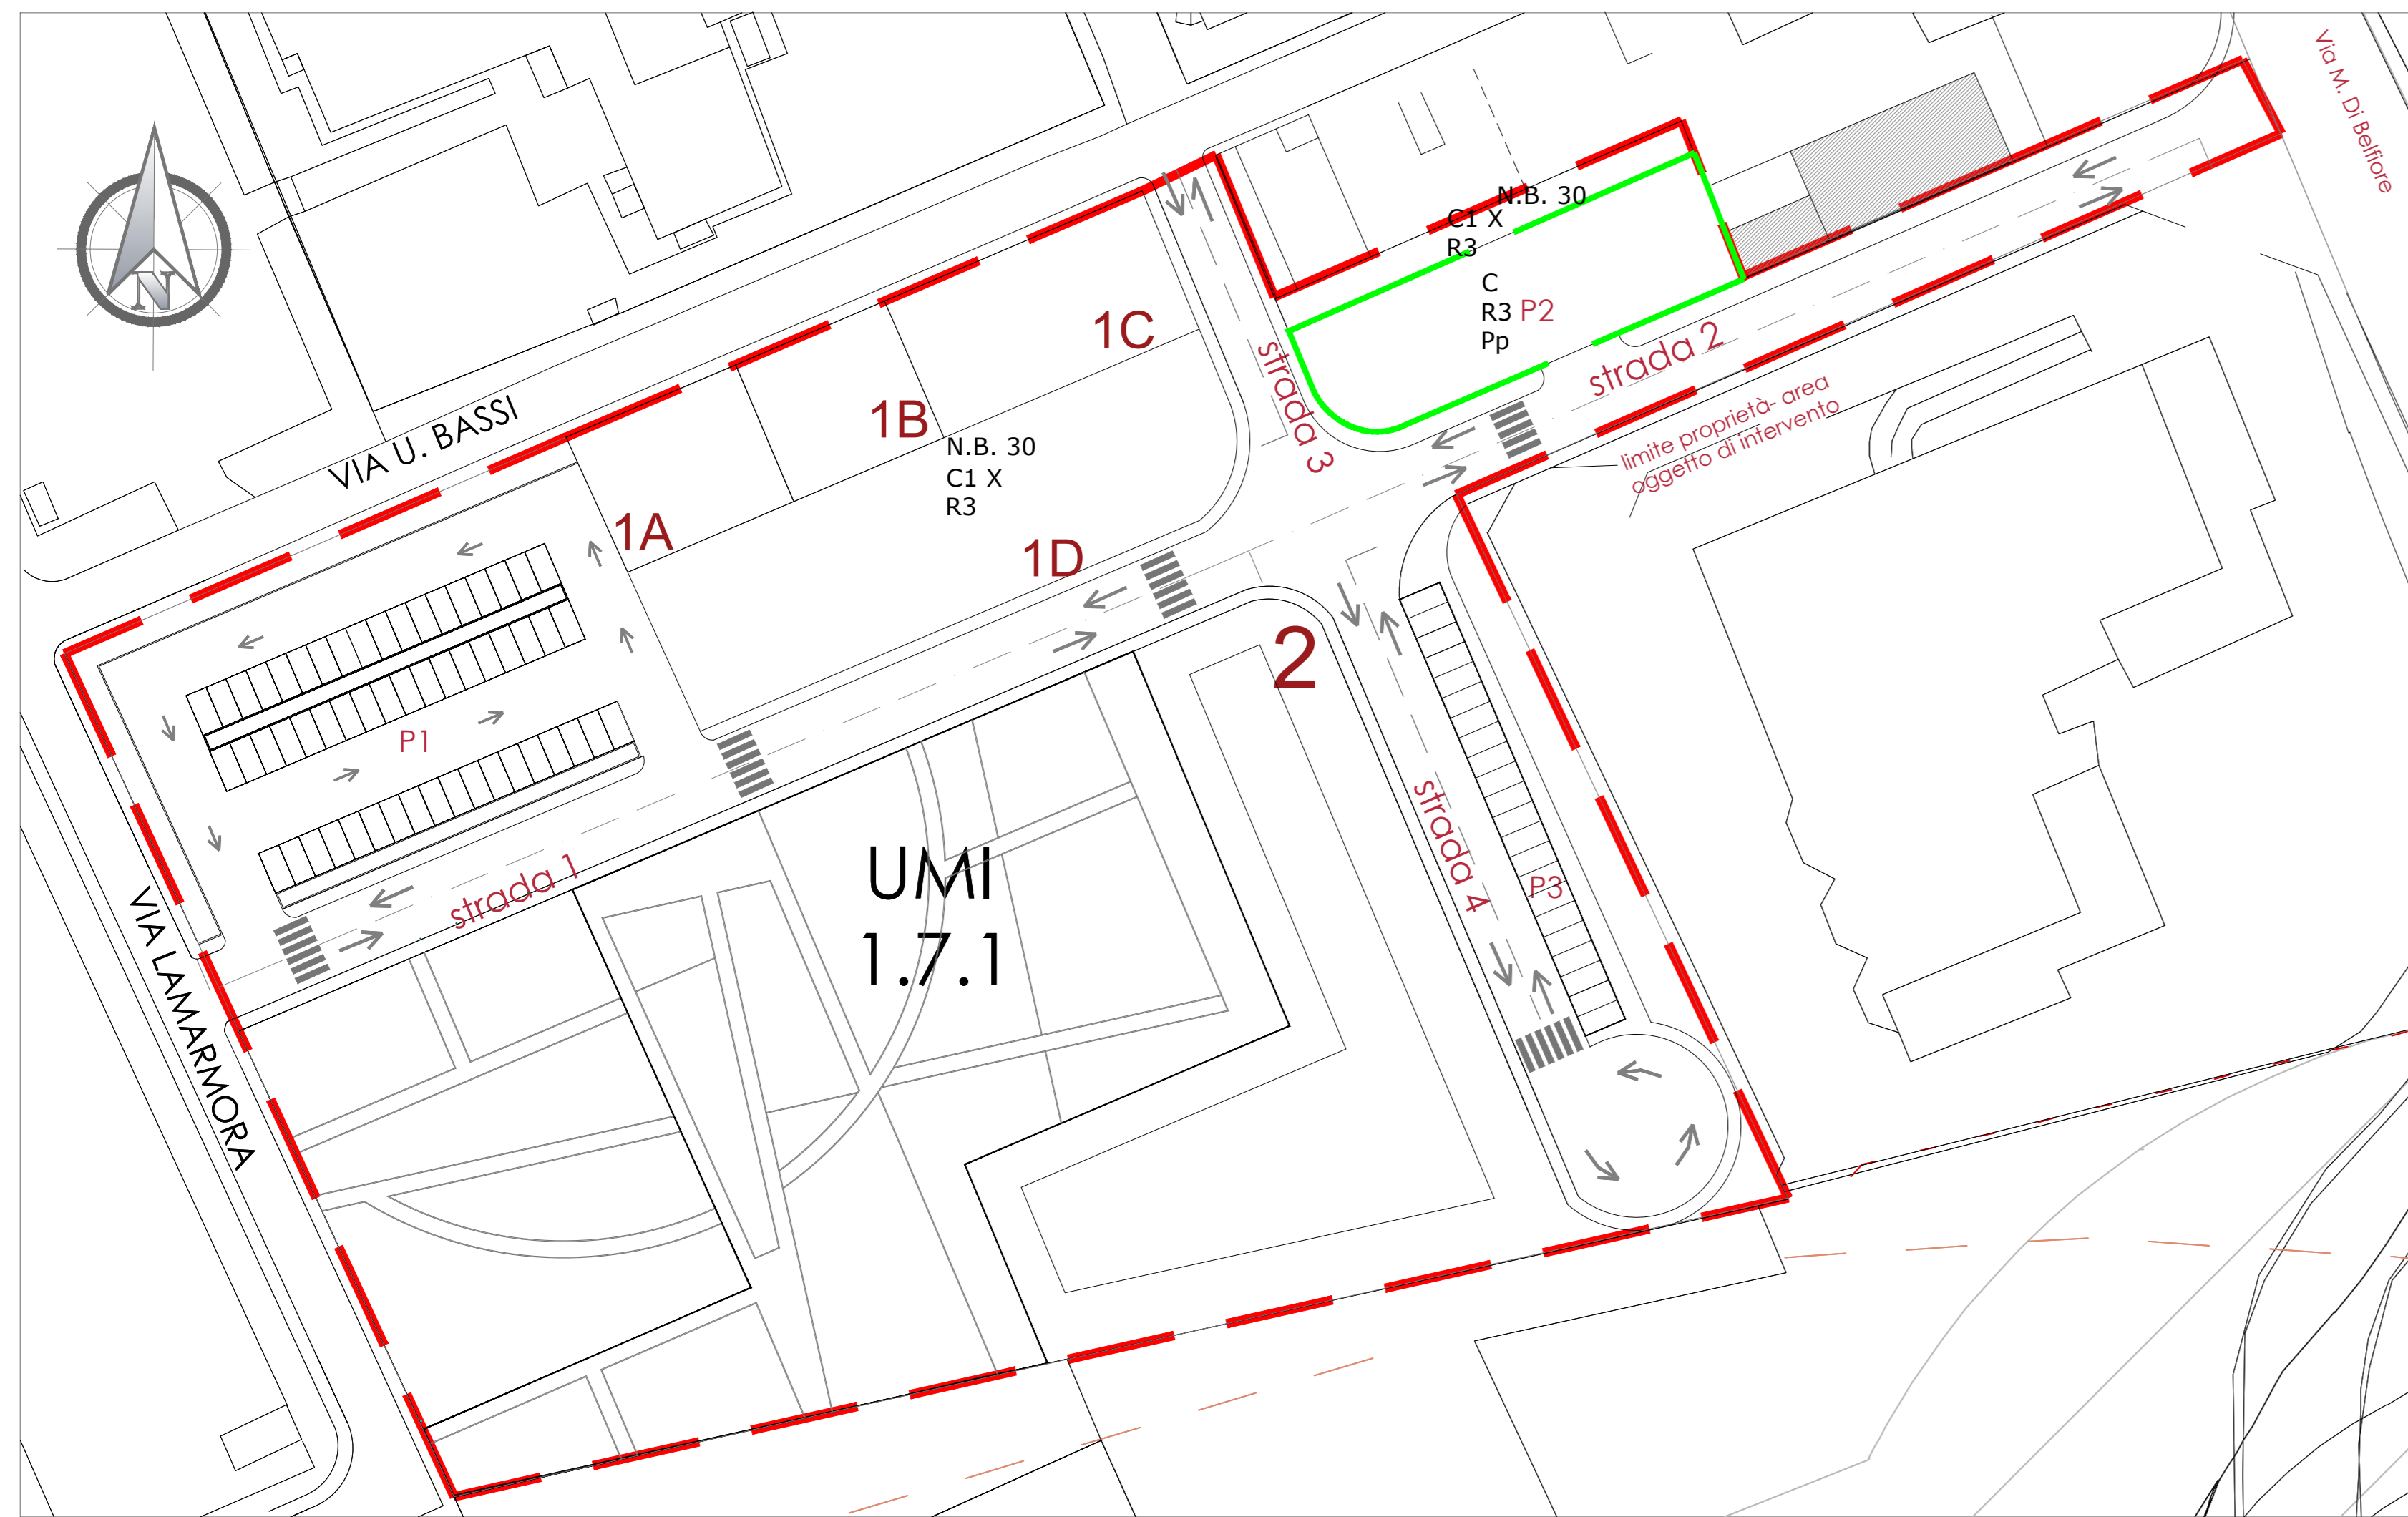 Via M. Di Belfiore
N.B. 30
C1 X
R3
C
R3 P2
Pp
1C
strada 3
strada 2
limite proprietà- area
oggetto di intervento
VIA U. BASSI
1B
N.B. 30
C1 X
R3
1A
1D
N
2
P1
strada 1
UMI
1.7.1
strada 4
P3
VIA LAMARMORA